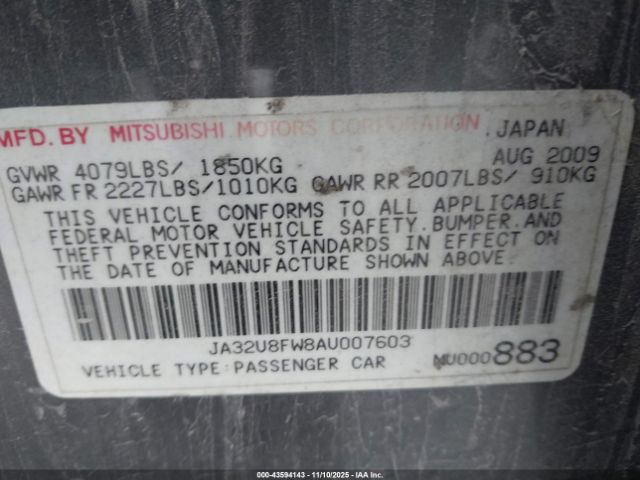 MFD. BY MITSUBISHI MOTORS CORPORATION, JAPAN
GVWR 4079LBS/ 1850KG AUG 2009
GAWR FR 2227LBS/1010KG GAWR RR 2007LBS/ 910KG
THIS VEHICLE CONFORMS TO ALL APPLICABLE
FEDERAL MOTOR VEHICLE SAFETY.BUMPER.AND
THEFT PREVENTION STANDARDS IN EFFECT ON
THE DATE OF MANUFACTURE SHOWN ABOVE.
JA32U8FW8AU007603
VEHICLE TYPE:PASSENGER CAR MU000883
00-43594143 - 11/10/2025 - IAA Inc.